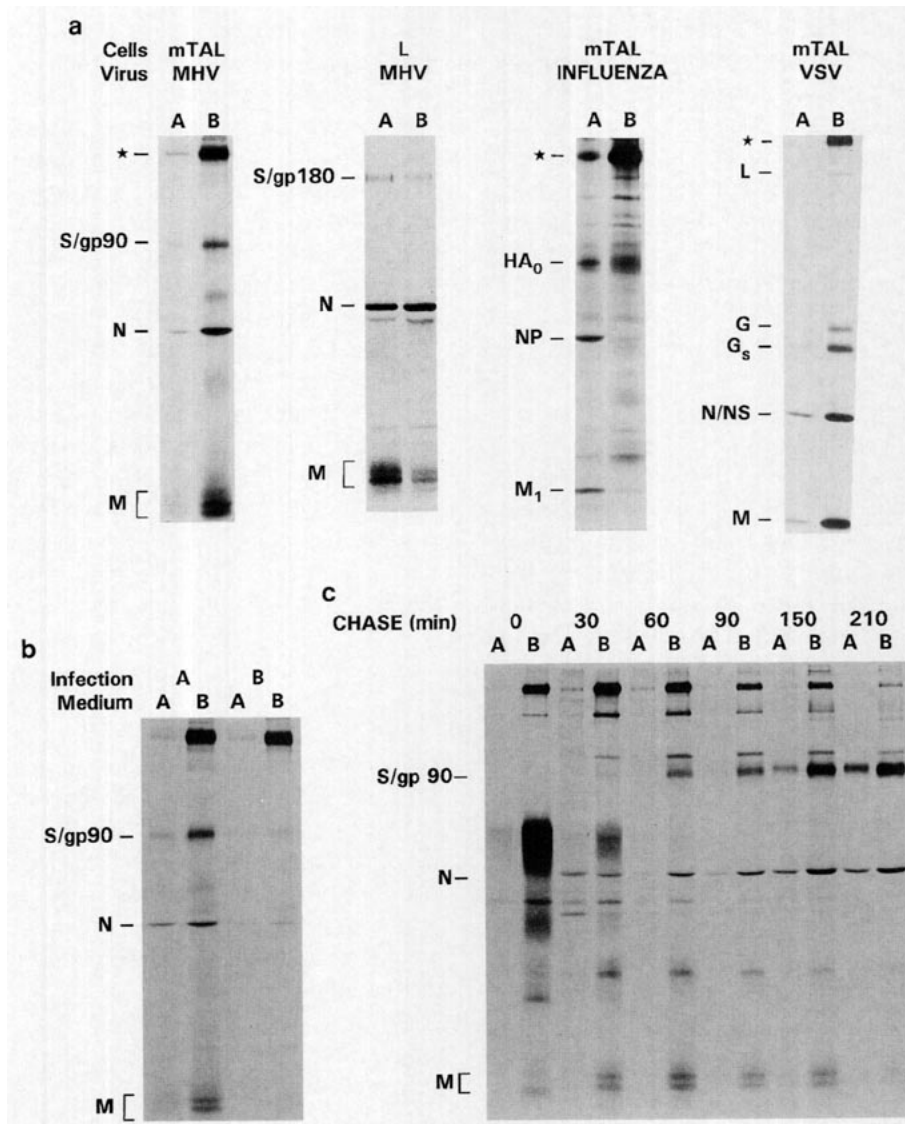 a
Cells mTAL L mTAL mTAL
Virus MHV MHV INFLUENZA VSV
A B A B A B A B
★ –
S/gp90 –
N –
M [
S/gp180 –
N –
M [
★ –
HA₀ –
NP –
M₁ –
★ –
L –
G –
Gₛ –
N/NS –
M –
b
Infection A B
Medium A B A B
S/gp90 –
N –
M [
c
CHASE (min) 0 30 60 90 150 210
A B A B A B A B A B A B
S/gp 90 –
N –
M [